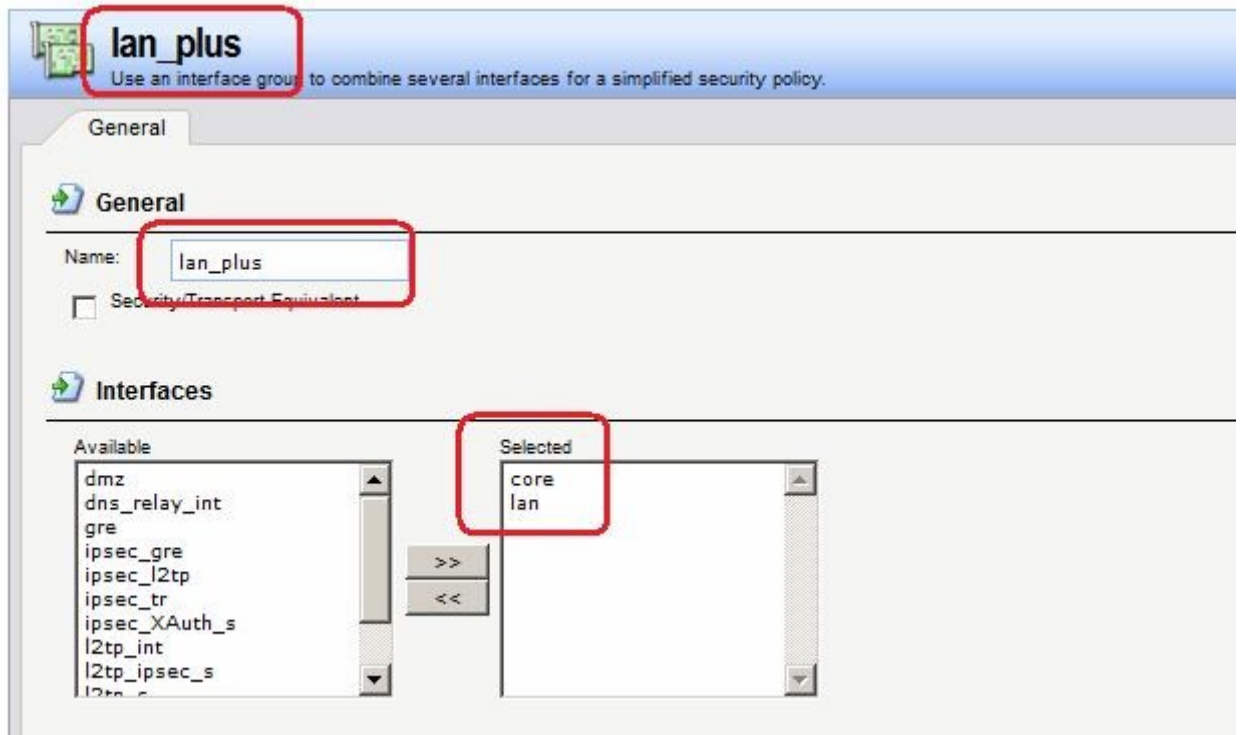 lan_plus
Use an interface group to combine several interfaces for a simplified security policy.
General
General
Name:
lan_plus
Security/Transport Equivalent
Interfaces
Available
dmz
dns_relay_int
gre
ipsec_gre
ipsec_l2tp
ipsec_tr
ipsec_XAuth_s
l2tp_int
l2tp_ipsec_s
l2tp_s
>>
<<
Selected
core
lan